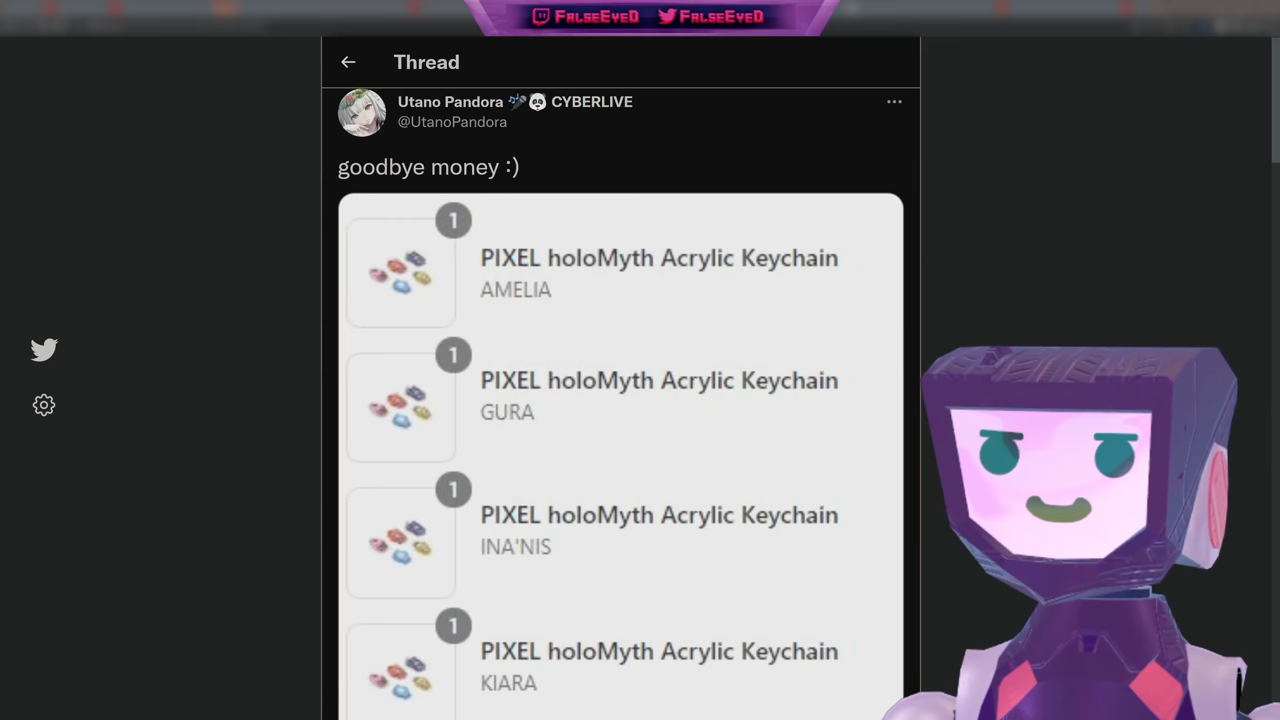 FalseEyeD FalseEyeD
Thread
Utano Pandora 🎤🐼 CYBERLIVE
@UtanoPandora
goodbye money :)
1
PIXEL holoMyth Acrylic Keychain
AMELIA
1
PIXEL holoMyth Acrylic Keychain
GURA
1
PIXEL holoMyth Acrylic Keychain
INA'NIS
1
PIXEL holoMyth Acrylic Keychain
KIARA